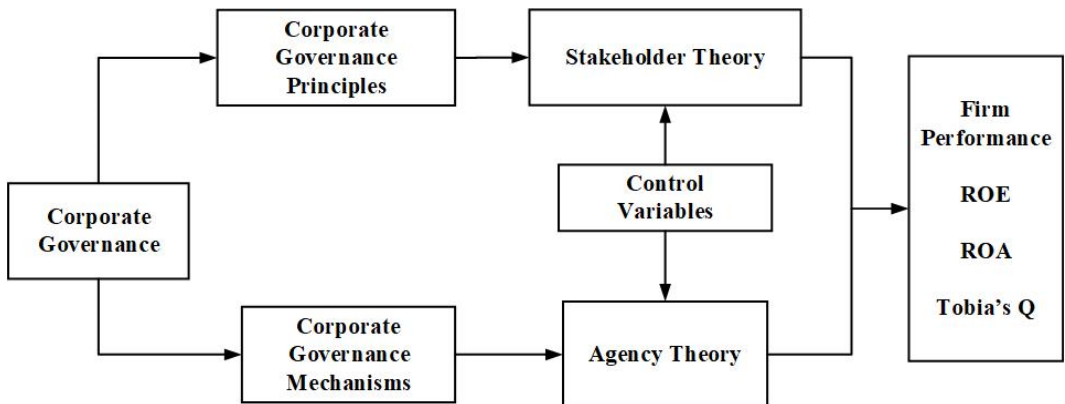 Corporate
Governance
Corporate
Governance
Principles
Stakeholder Theory
Control
Variables
Corporate
Governance
Mechanisms
Agency Theory
Firm
Performance
ROE
ROA
Tobia's Q